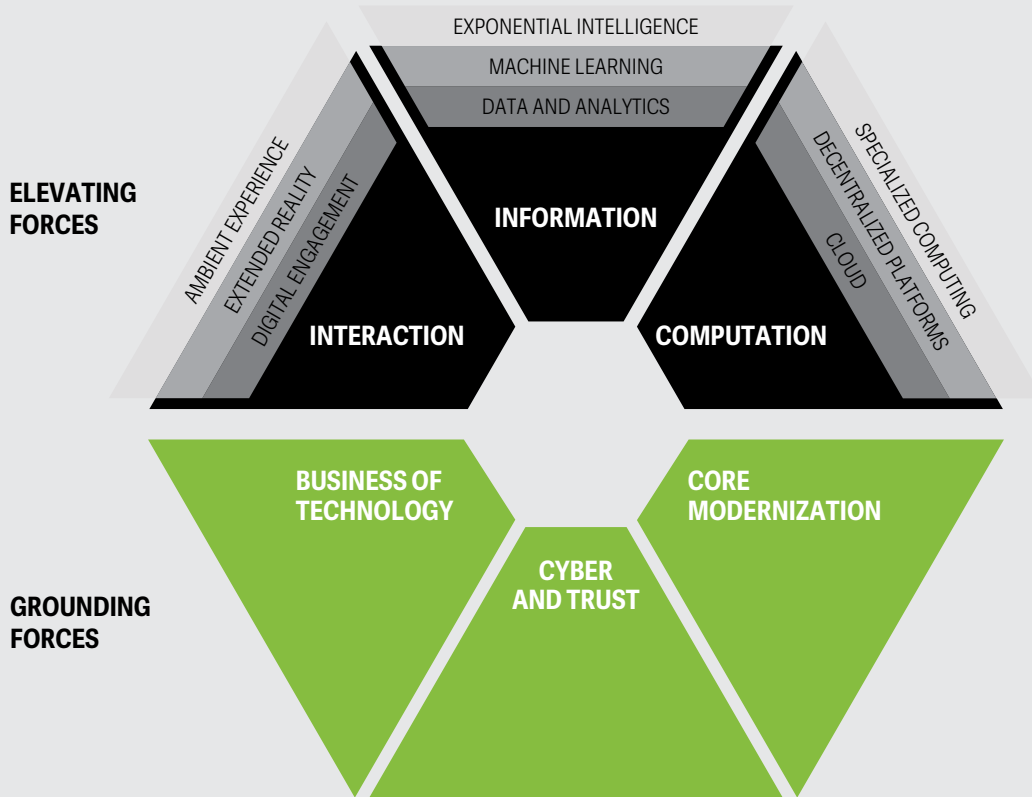 EXPONENTIAL INTELLIGENCE
MACHINE LEARNING
DATA AND ANALYTICS
INFORMATION
ELEVATING
FORCES
AMBIENT EXPERIENCE
EXTENDED REALITY
DIGITAL ENGAGEMENT
INTERACTION
SPECIALIZED COMPUTING
DECENTRALIZED PLATFORMS
CLOUD
COMPUTATION
BUSINESS OF
TECHNOLOGY
CORE
MODERNIZATION
CYBER
AND TRUST
GROUNDING
FORCES